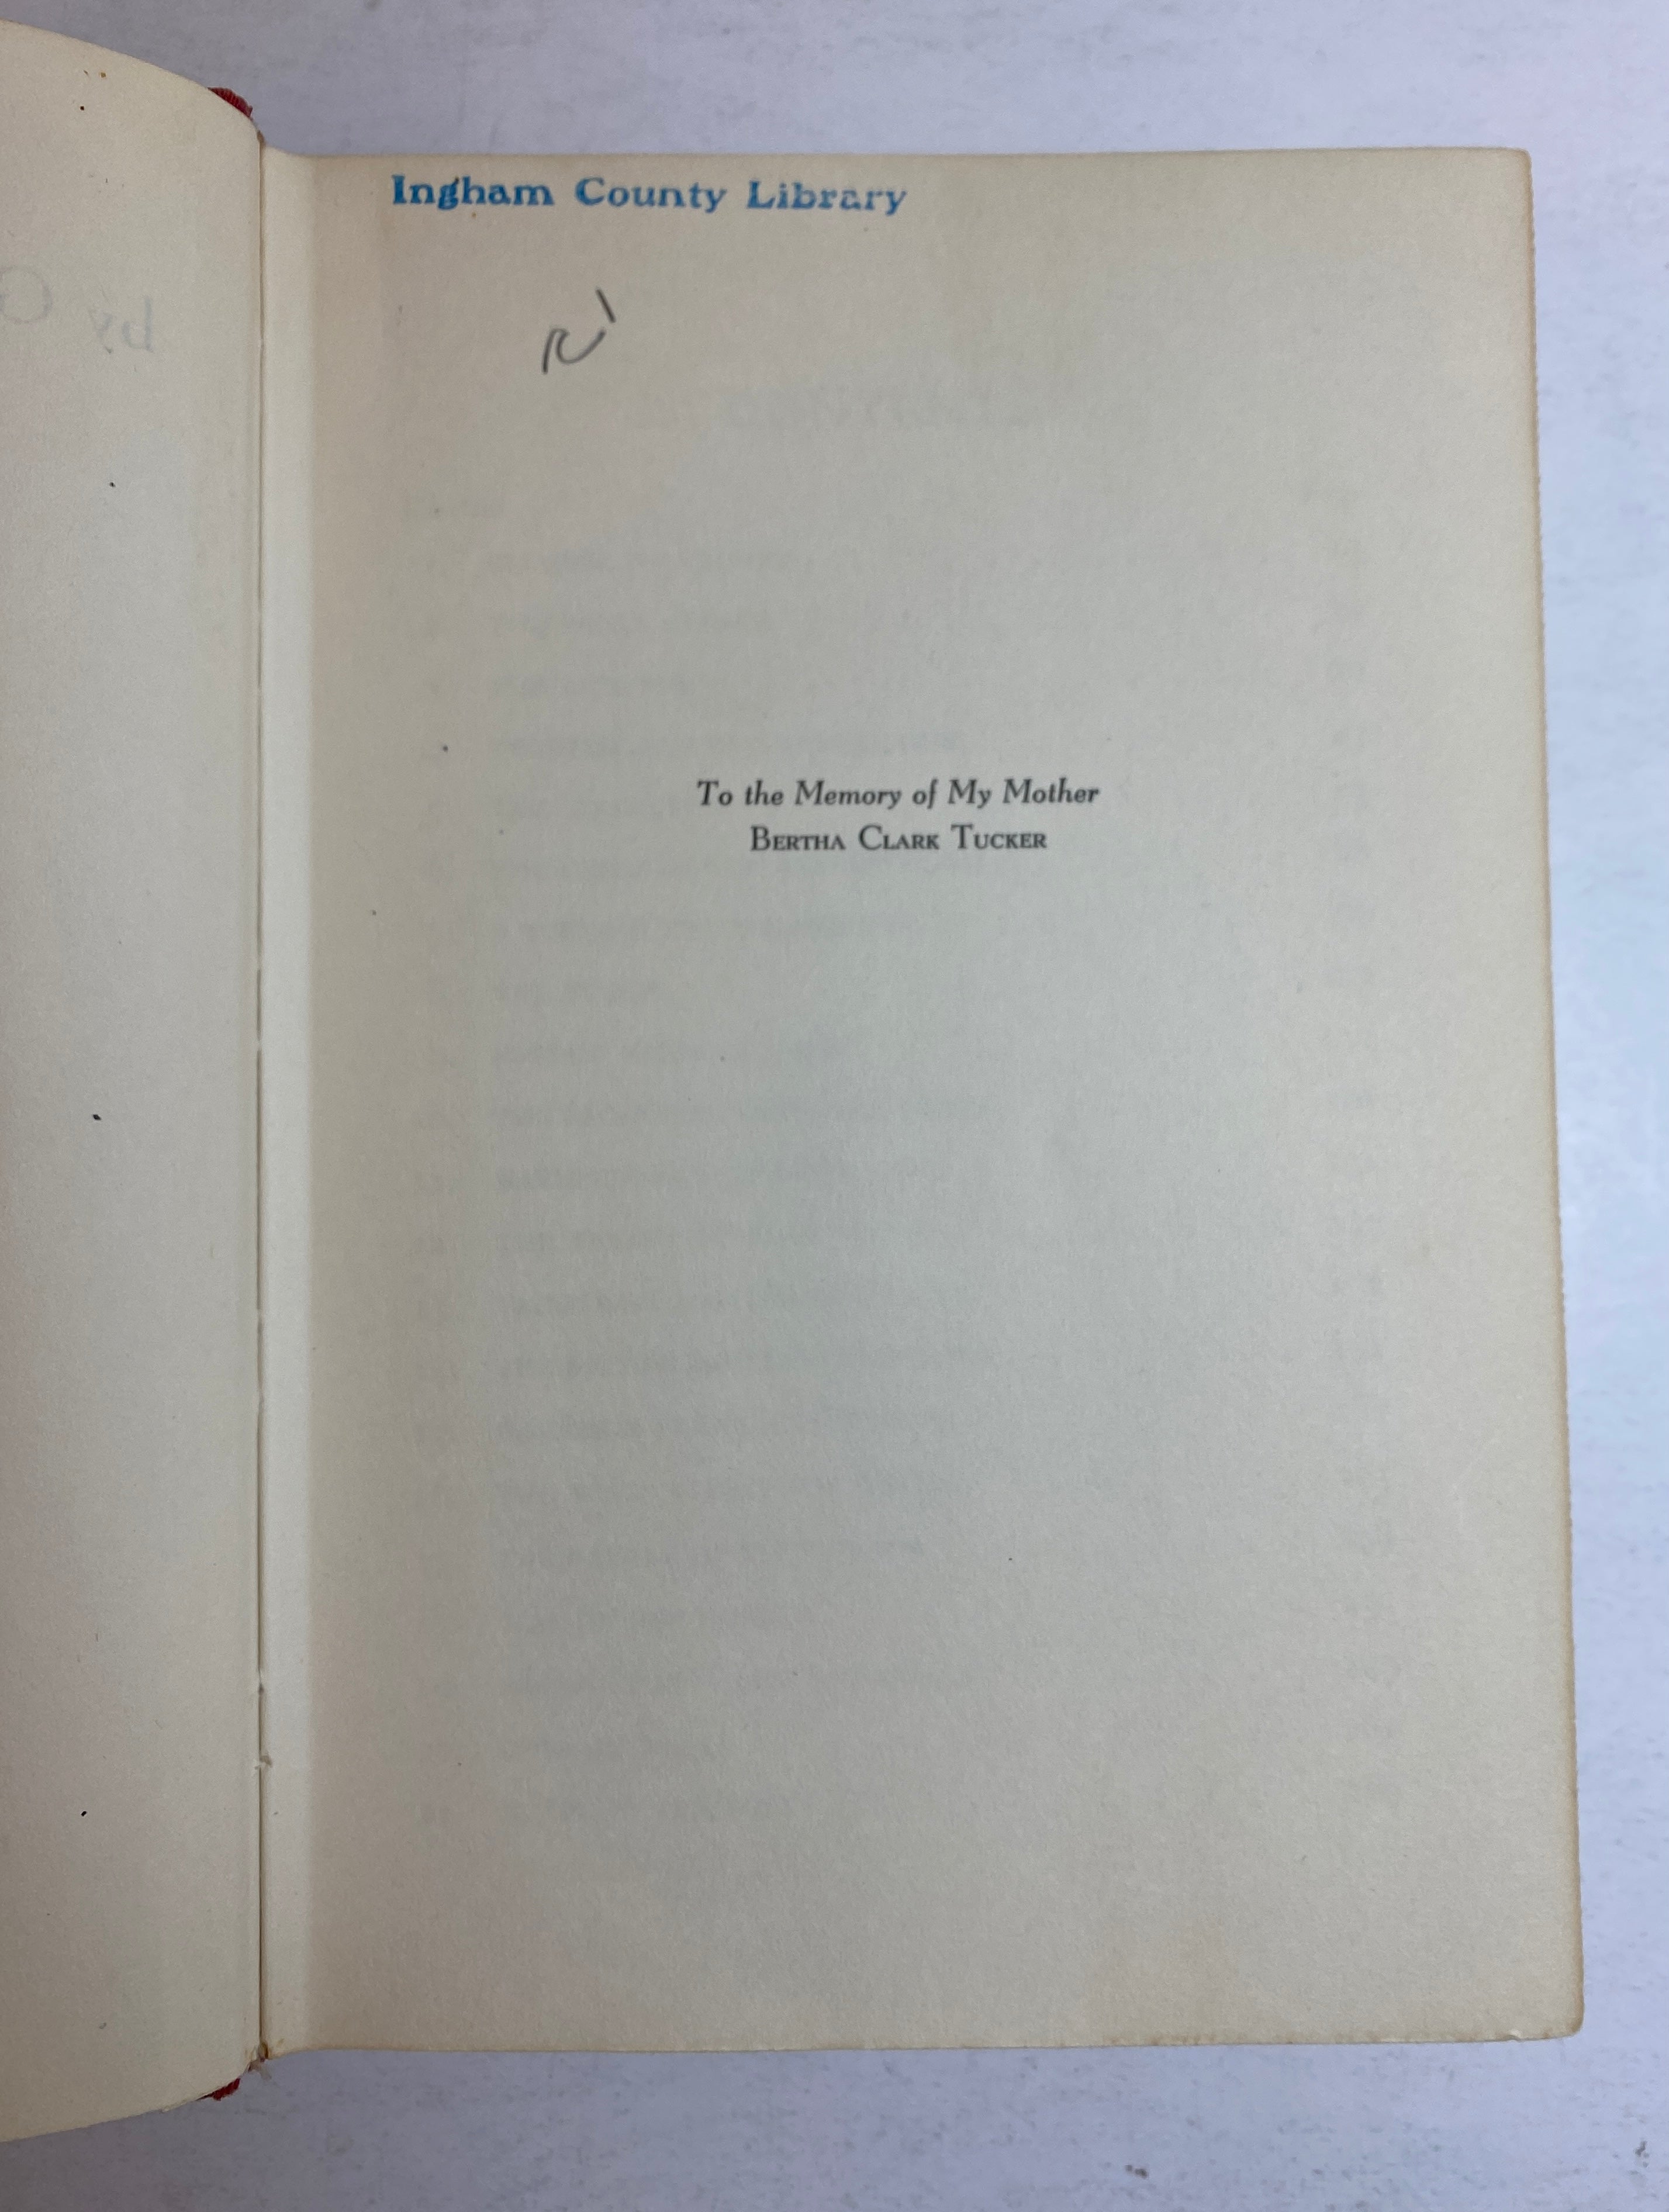 Ingham County Library
To the Memory of My Mother
BERTHA CLARK TUCKER